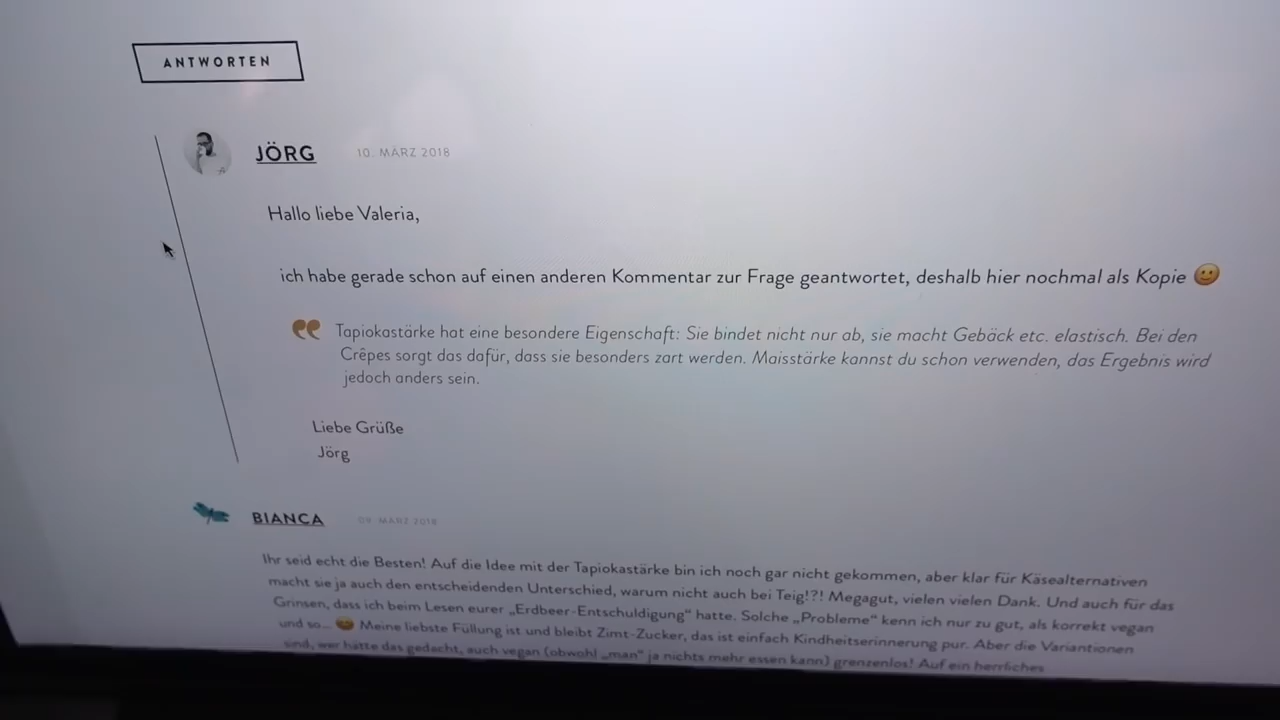 ANTWORTEN
JÖRG 10. MÄRZ 2018
Hallo liebe Valeria,
ich habe gerade schon auf einen anderen Kommentar zur Frage geantwortet, deshalb hier nochmal als Kopie 🙂
Tapiokastärke hat eine besondere Eigenschaft: Sie bindet nicht nur ab, sie macht Gebäck etc. elastisch. Bei den
Crêpes sorgt das dafür, dass sie besonders zart werden. Maisstärke kannst du schon verwenden, das Ergebnis wird
jedoch anders sein.
Liebe Grüße
Jörg
BIANCA 09. MÄRZ 2018
Ihr seid echt die Besten! Auf die Idee mit der Tapiokastärke bin ich noch gar nicht gekommen, aber klar für Käsealternativen
macht sie ja auch den entscheidenden Unterschied, warum nicht auch bei Teig!?! Megagut, vielen vielen Dank. Und auch für das
Grinsen, dass ich beim Lesen eurer „Erdbeer-Entschuldigung“ hatte. Solche „Probleme“ kenn ich nur zu gut, als korrekt vegan
und so... 😄 Meine liebste Füllung ist und bleibt Zimt-Zucker, das ist einfach Kindheitserinnerung pur. Aber die Variantionen
sind, wer hätte das gedacht, auch vegan (obwohl „man“ ja nichts mehr essen kann) grenzenlos! Auf ein herrliches